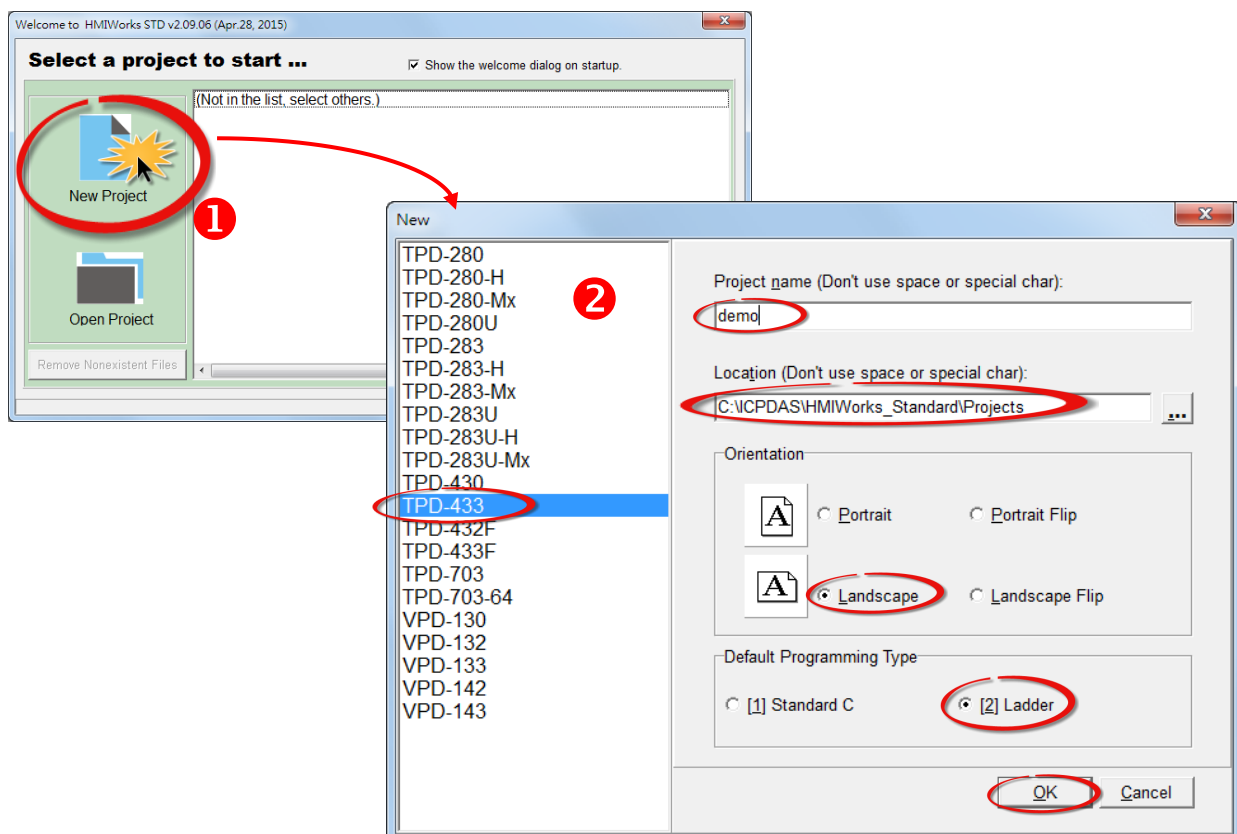 Welcome to HMIWorks STD v2.09.06 (Apr.28, 2015)
Select a project to start ...
Show the welcome dialog on startup.
(Not in the list, select others.)
New Project
1
Open Project
Remove Nonexistent Files
New
TPD-280
TPD-280-H
TPD-280-Mx
TPD-280U
TPD-283
TPD-283-H
TPD-283-Mx
TPD-283U
TPD-283U-H
TPD-283U-Mx
TPD-430
TPD-433
TPD-432F
TPD-433F
TPD-703
TPD-703-64
VPD-130
VPD-132
VPD-133
VPD-142
VPD-143
2
Project name (Don't use space or special char):
demo
Location (Don't use space or special char):
C:\ICPDAS\HMIWorks_Standard\Projects
...
Orientation
A
Portrait
Portrait Flip
A
Landscape
Landscape Flip
Default Programming Type
[1] Standard C
[2] Ladder
OK
Cancel